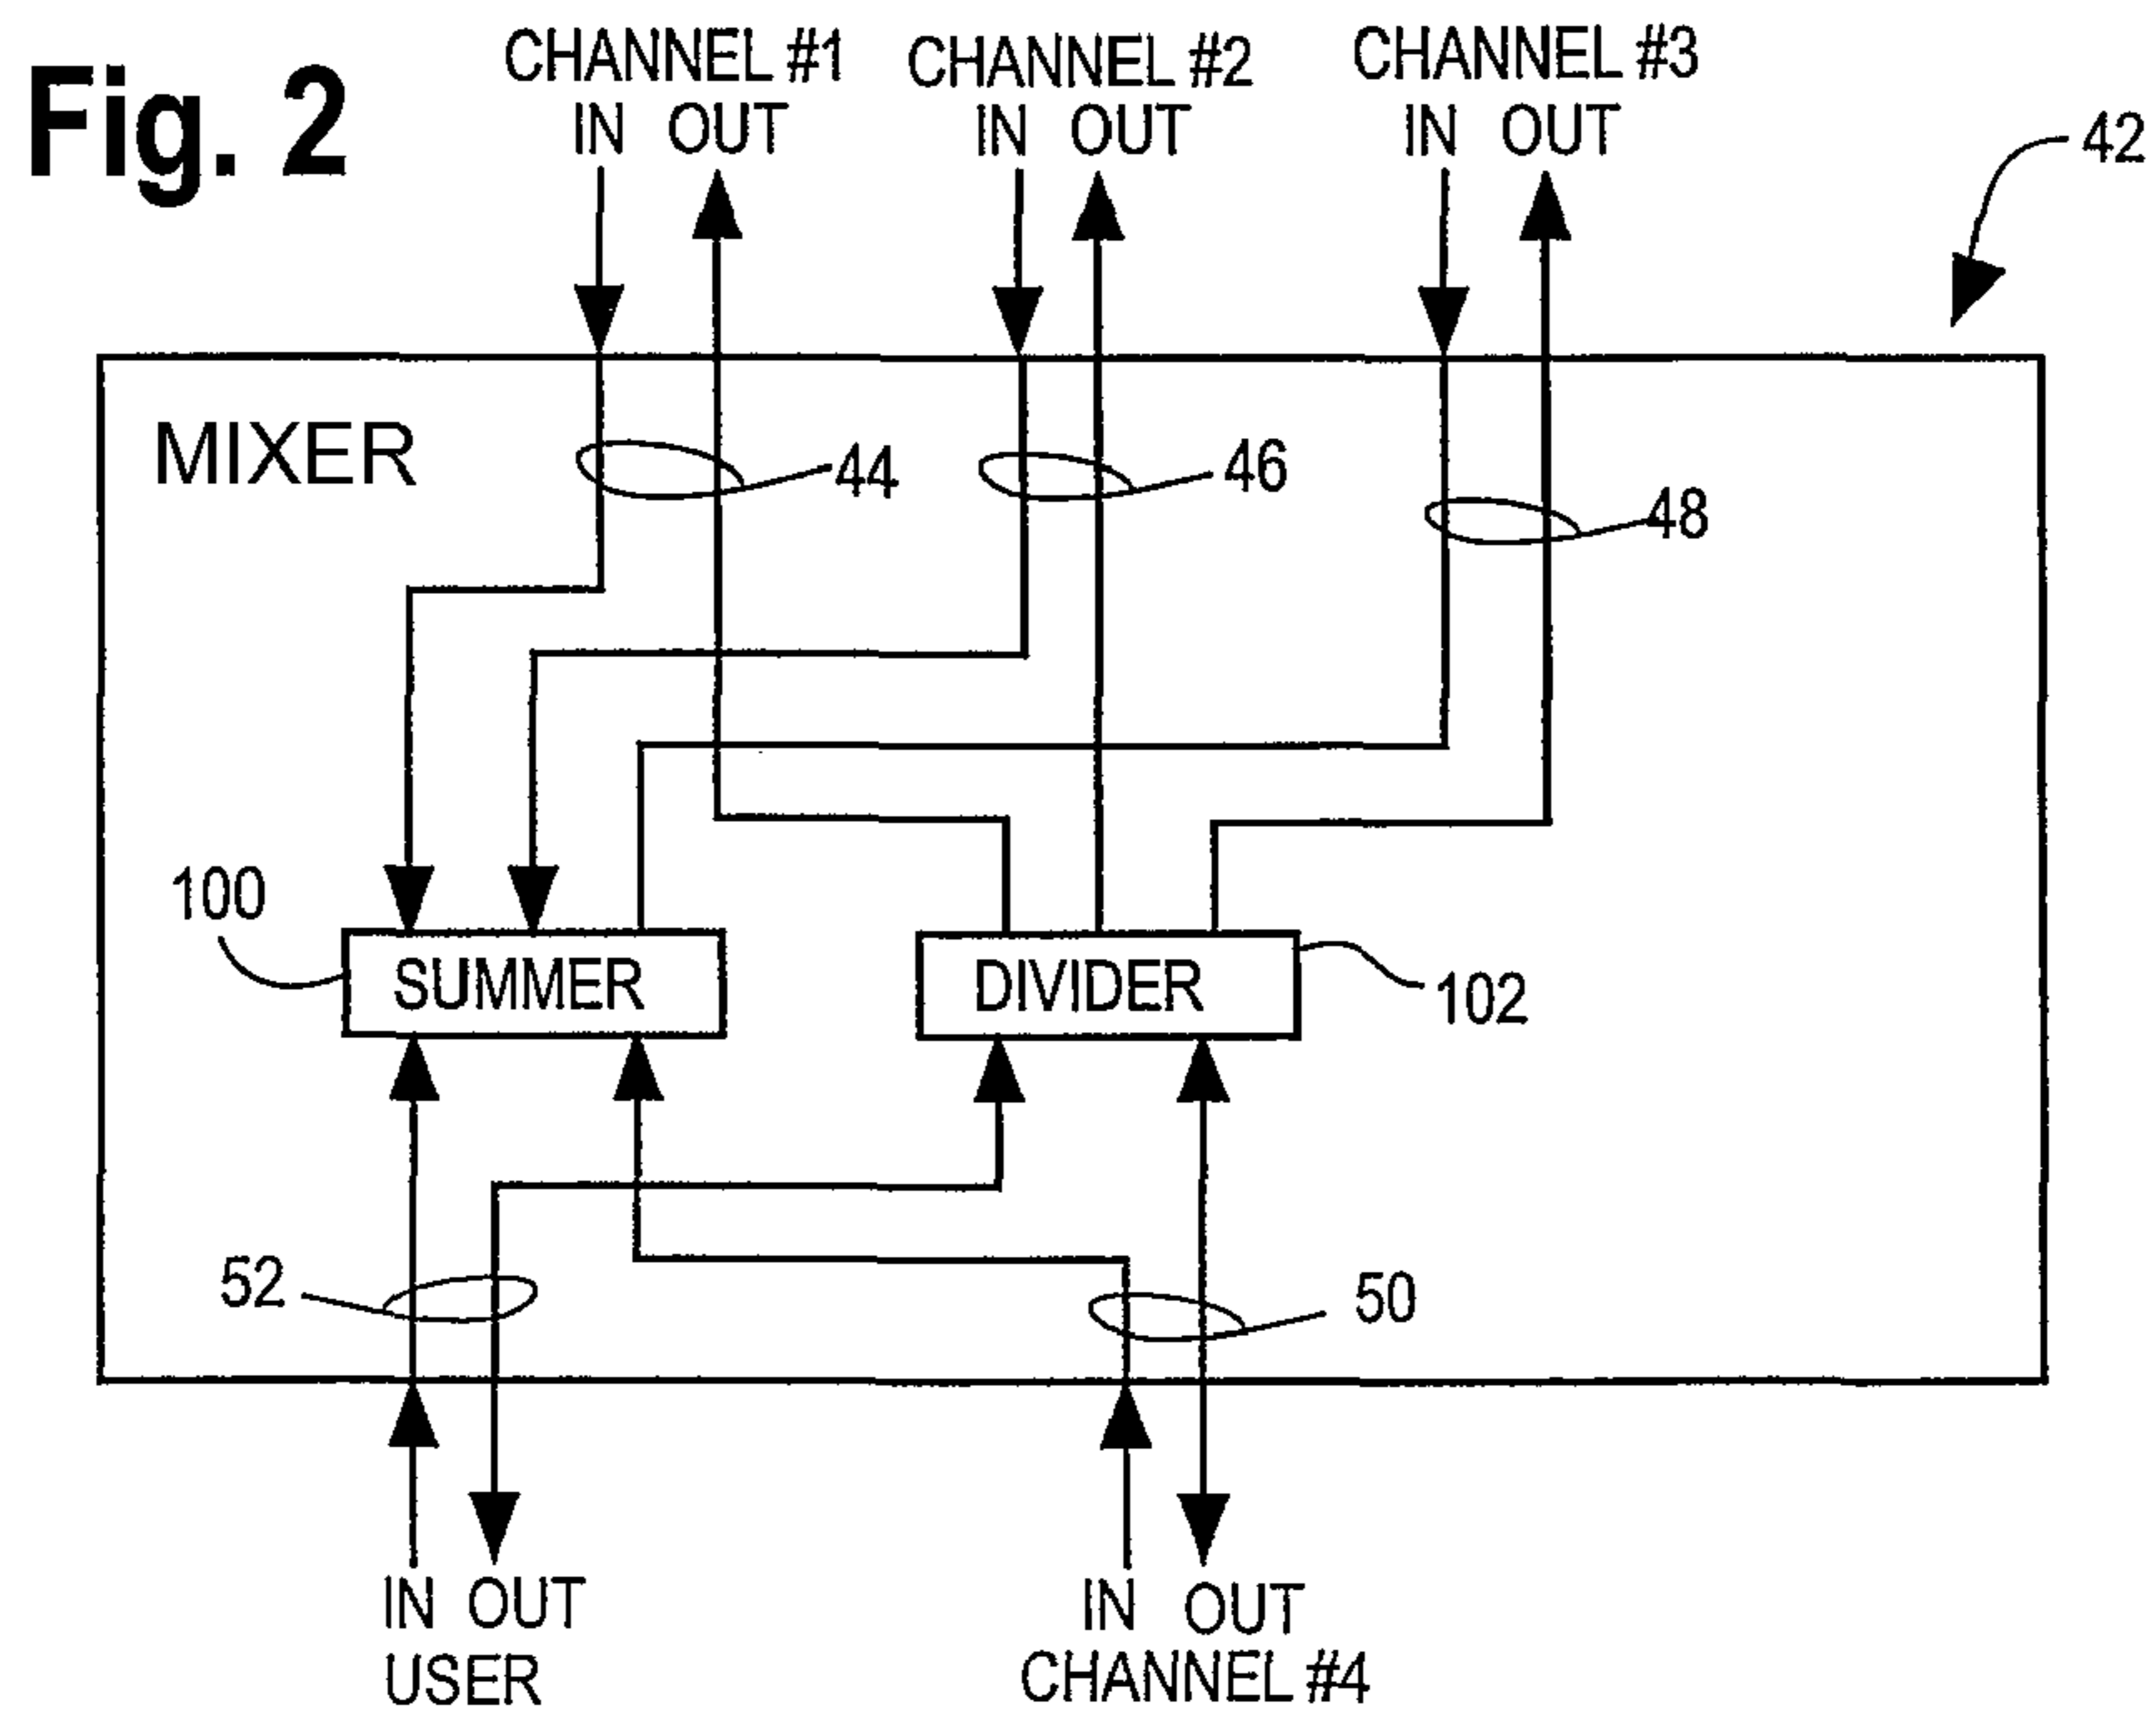 Fig. 2
CHANNEL #1
IN OUT
CHANNEL #2
IN OUT
CHANNEL #3
IN OUT
42
MIXER
44
46
48
100
SUMMER
DIVIDER
102
52
50
IN OUT
USER
IN OUT
CHANNEL #4